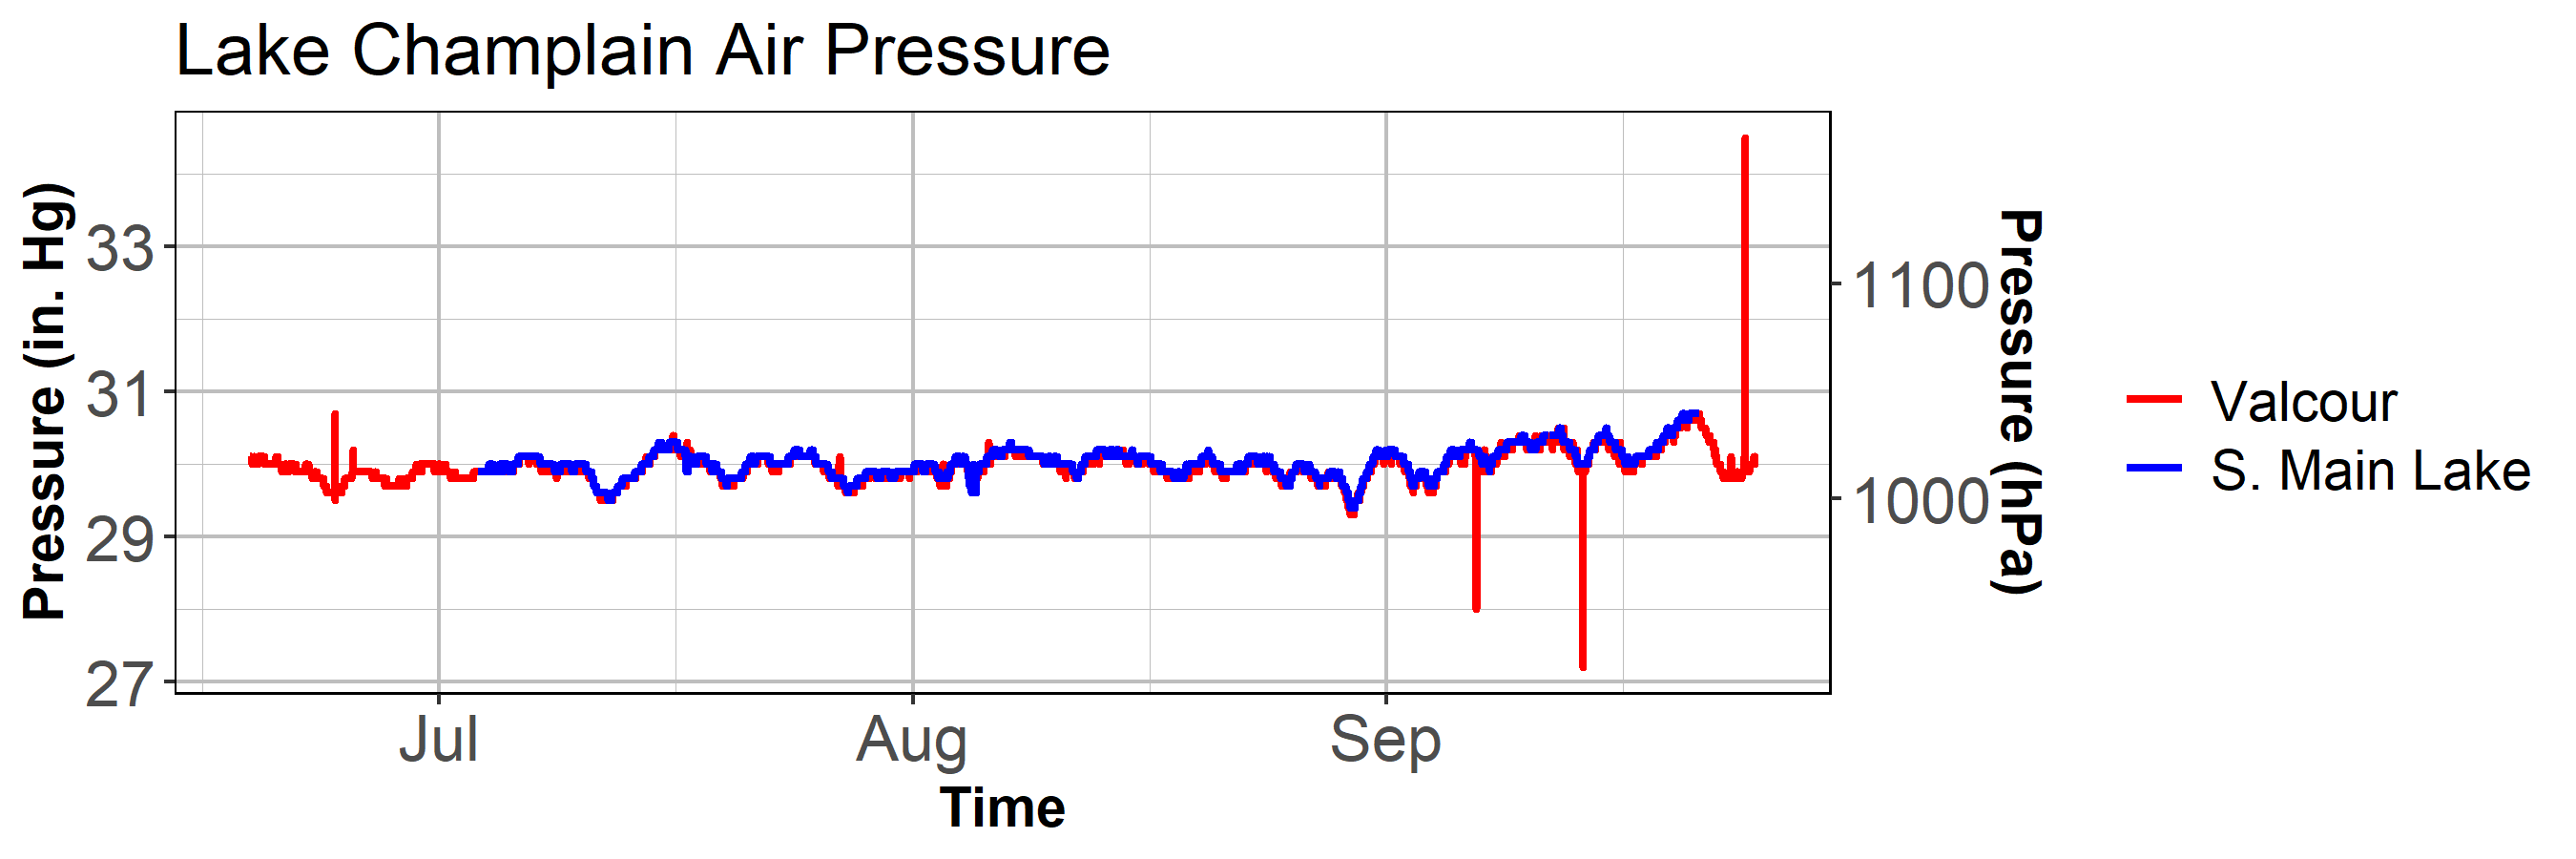 Lake Champlain Air Pressure
Pressure (in. Hg)
33
31
29
27
Jul
Aug
Sep
Time
1100
1000
Pressure (hPa)
Valcour
S. Main Lake